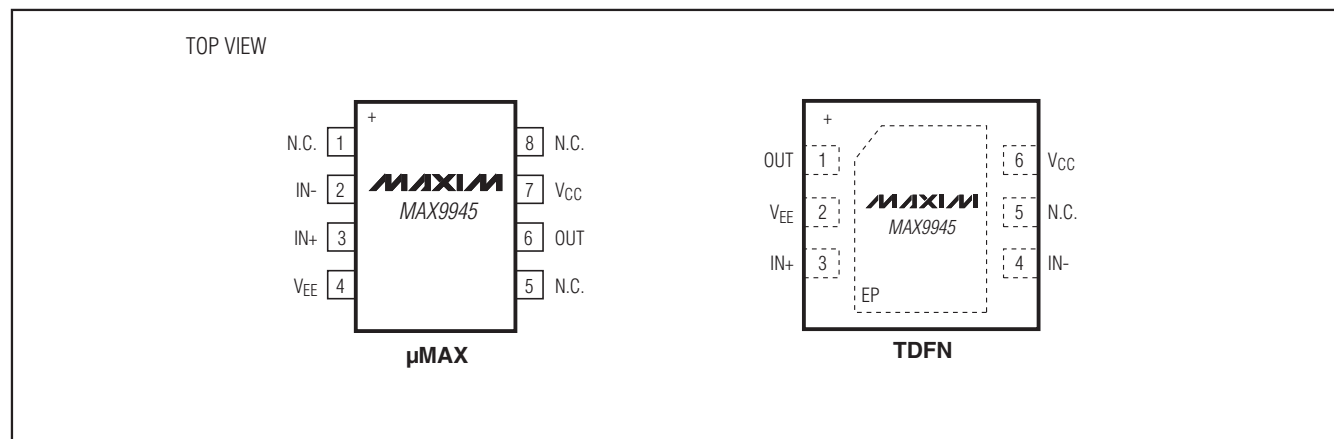 TOP VIEW
+
N.C. 1
IN- 2
IN+ 3
VEE 4
8 N.C.
7 VCC
6 OUT
5 N.C.
MAXIM
MAX9945
µMAX
+
OUT 1
VEE 2
IN+ 3
6 VCC
5 N.C.
4 IN-
MAXIM
MAX9945
EP
TDFN